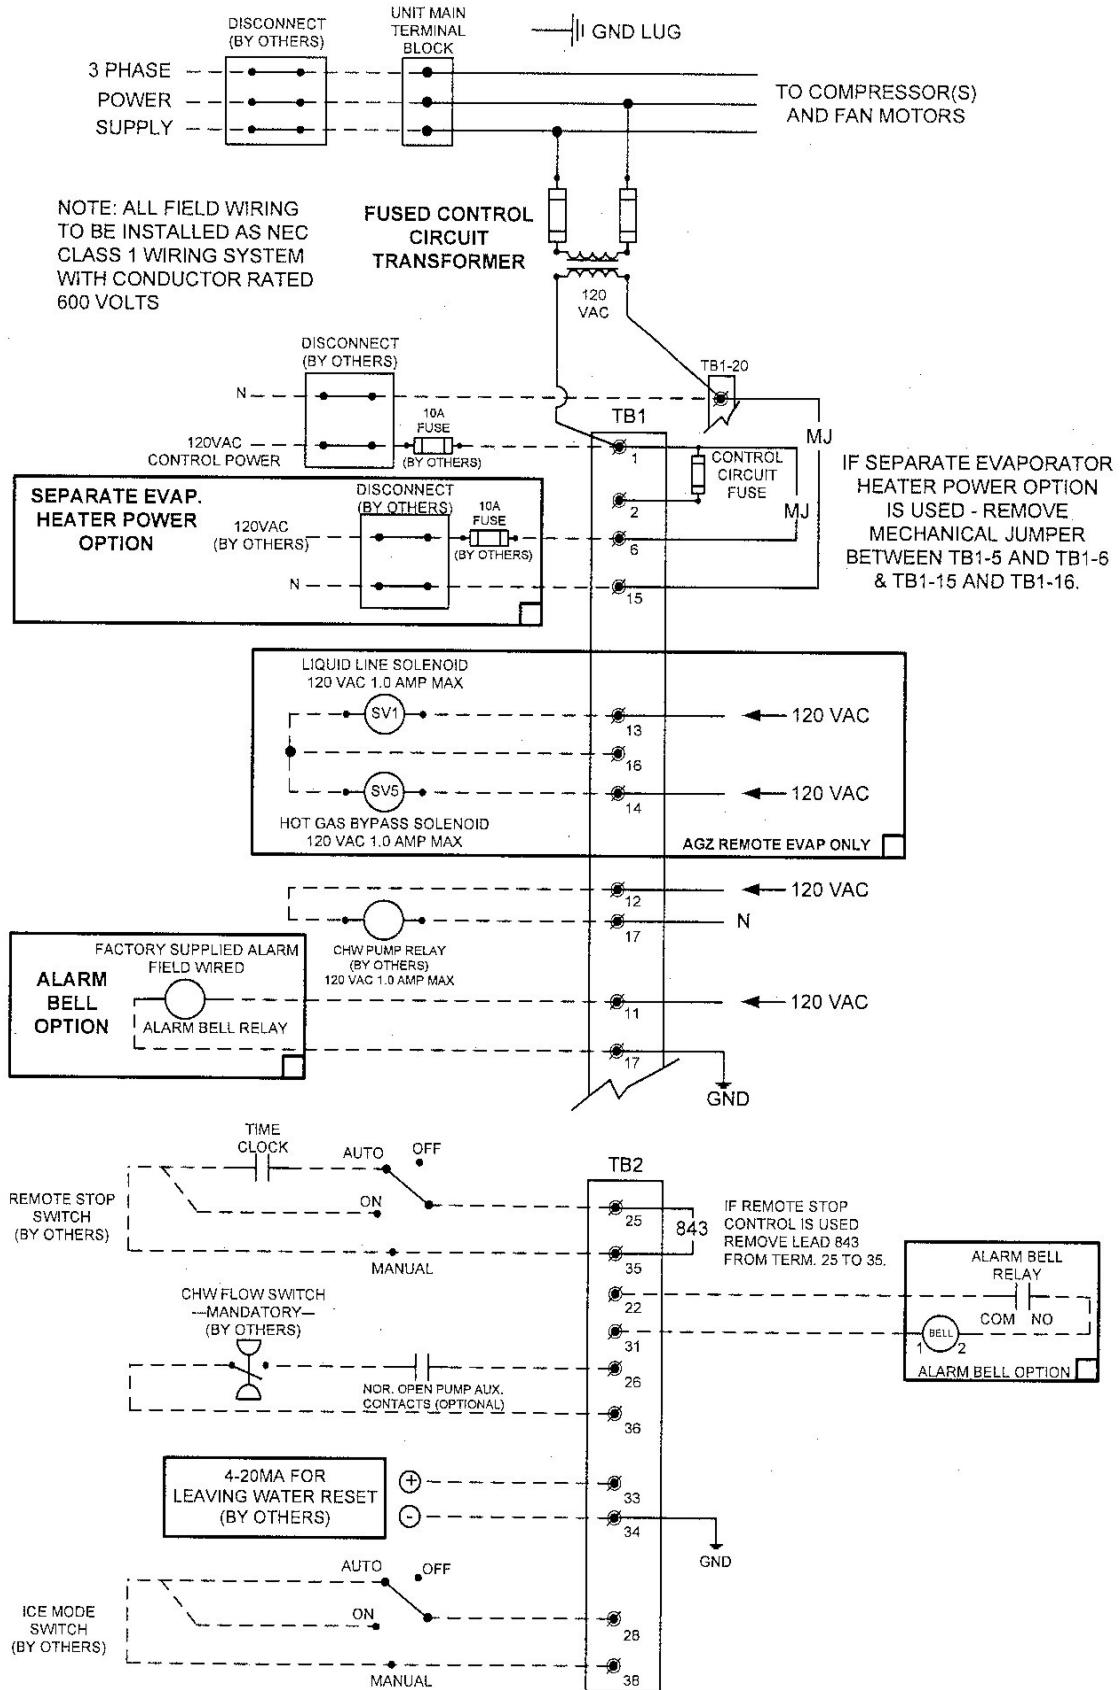 DISCONNECT
(BY OTHERS)
UNIT MAIN
TERMINAL
BLOCK
GND LUG
3 PHASE
POWER
SUPPLY
TO COMPRESSOR(S)
AND FAN MOTORS
NOTE: ALL FIELD WIRING
TO BE INSTALLED AS NEC
CLASS 1 WIRING SYSTEM
WITH CONDUCTOR RATED
600 VOLTS
FUSED CONTROL
CIRCUIT
TRANSFORMER
120
VAC
DISCONNECT
(BY OTHERS)
TB1-20
N
10A
FUSE
(BY OTHERS)
120VAC
CONTROL POWER
TB1
1
CONTROL
CIRCUIT
FUSE
MJ
MJ
2
6
15
IF SEPARATE EVAPORATOR
HEATER POWER OPTION
IS USED - REMOVE
MECHANICAL JUMPER
BETWEEN TB1-5 AND TB1-6
& TB1-15 AND TB1-16.
SEPARATE EVAP.
HEATER POWER
OPTION
DISCONNECT
(BY OTHERS)
120VAC
(BY OTHERS)
10A
FUSE
(BY OTHERS)
N
LIQUID LINE SOLENOID
120 VAC 1.0 AMP MAX
SV1
13
120 VAC
16
SV5
14
120 VAC
HOT GAS BYPASS SOLENOID
120 VAC 1.0 AMP MAX
AGZ REMOTE EVAP ONLY
12
120 VAC
17
N
CHW PUMP RELAY
(BY OTHERS)
120 VAC 1.0 AMP MAX
ALARM
BELL
OPTION
FACTORY SUPPLIED ALARM
FIELD WIRED
ALARM BELL RELAY
11
120 VAC
17
GND
TIME
CLOCK
AUTO
OFF
ON
REMOTE STOP
SWITCH
(BY OTHERS)
MANUAL
TB2
25
843
35
IF REMOTE STOP
CONTROL IS USED
REMOVE LEAD 843
FROM TERM. 25 TO 35.
22
31
ALARM BELL
RELAY
COM NO
1
BELL
2
ALARM BELL OPTION
CHW FLOW SWITCH
—MANDATORY—
(BY OTHERS)
NOR. OPEN PUMP AUX.
CONTACTS (OPTIONAL)
26
36
4-20MA FOR
LEAVING WATER RESET
(BY OTHERS)
+
-
33
34
GND
AUTO
OFF
ON
ICE MODE
SWITCH
(BY OTHERS)
MANUAL
28
38